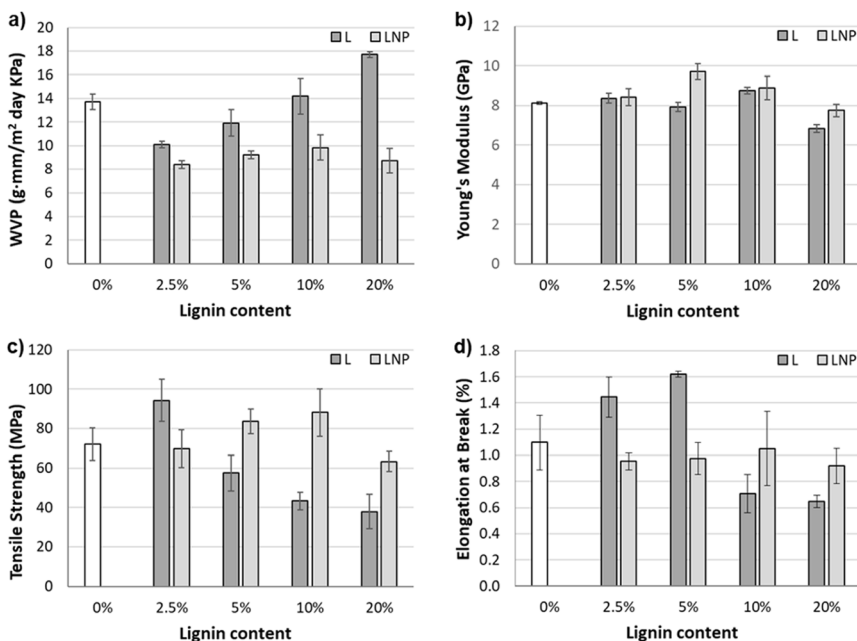 a)
L LNP
WVP (g·mm/m² day KPa)
20
18
16
14
12
10
8
6
4
2
0
0% 2.5% 5% 10% 20%
Lignin content
b)
L LNP
Young's Modulus (GPa)
12
10
8
6
4
2
0
0% 2.5% 5% 10% 20%
Lignin content
c)
L LNP
Tensile Strength (MPa)
120
100
80
60
40
20
0
0% 2.5% 5% 10% 20%
Lignin content
d)
L LNP
Elongation at Break (%)
1.8
1.6
1.4
1.2
1.0
0.8
0.6
0.4
0.2
0.0
0% 2.5% 5% 10% 20%
Lignin content